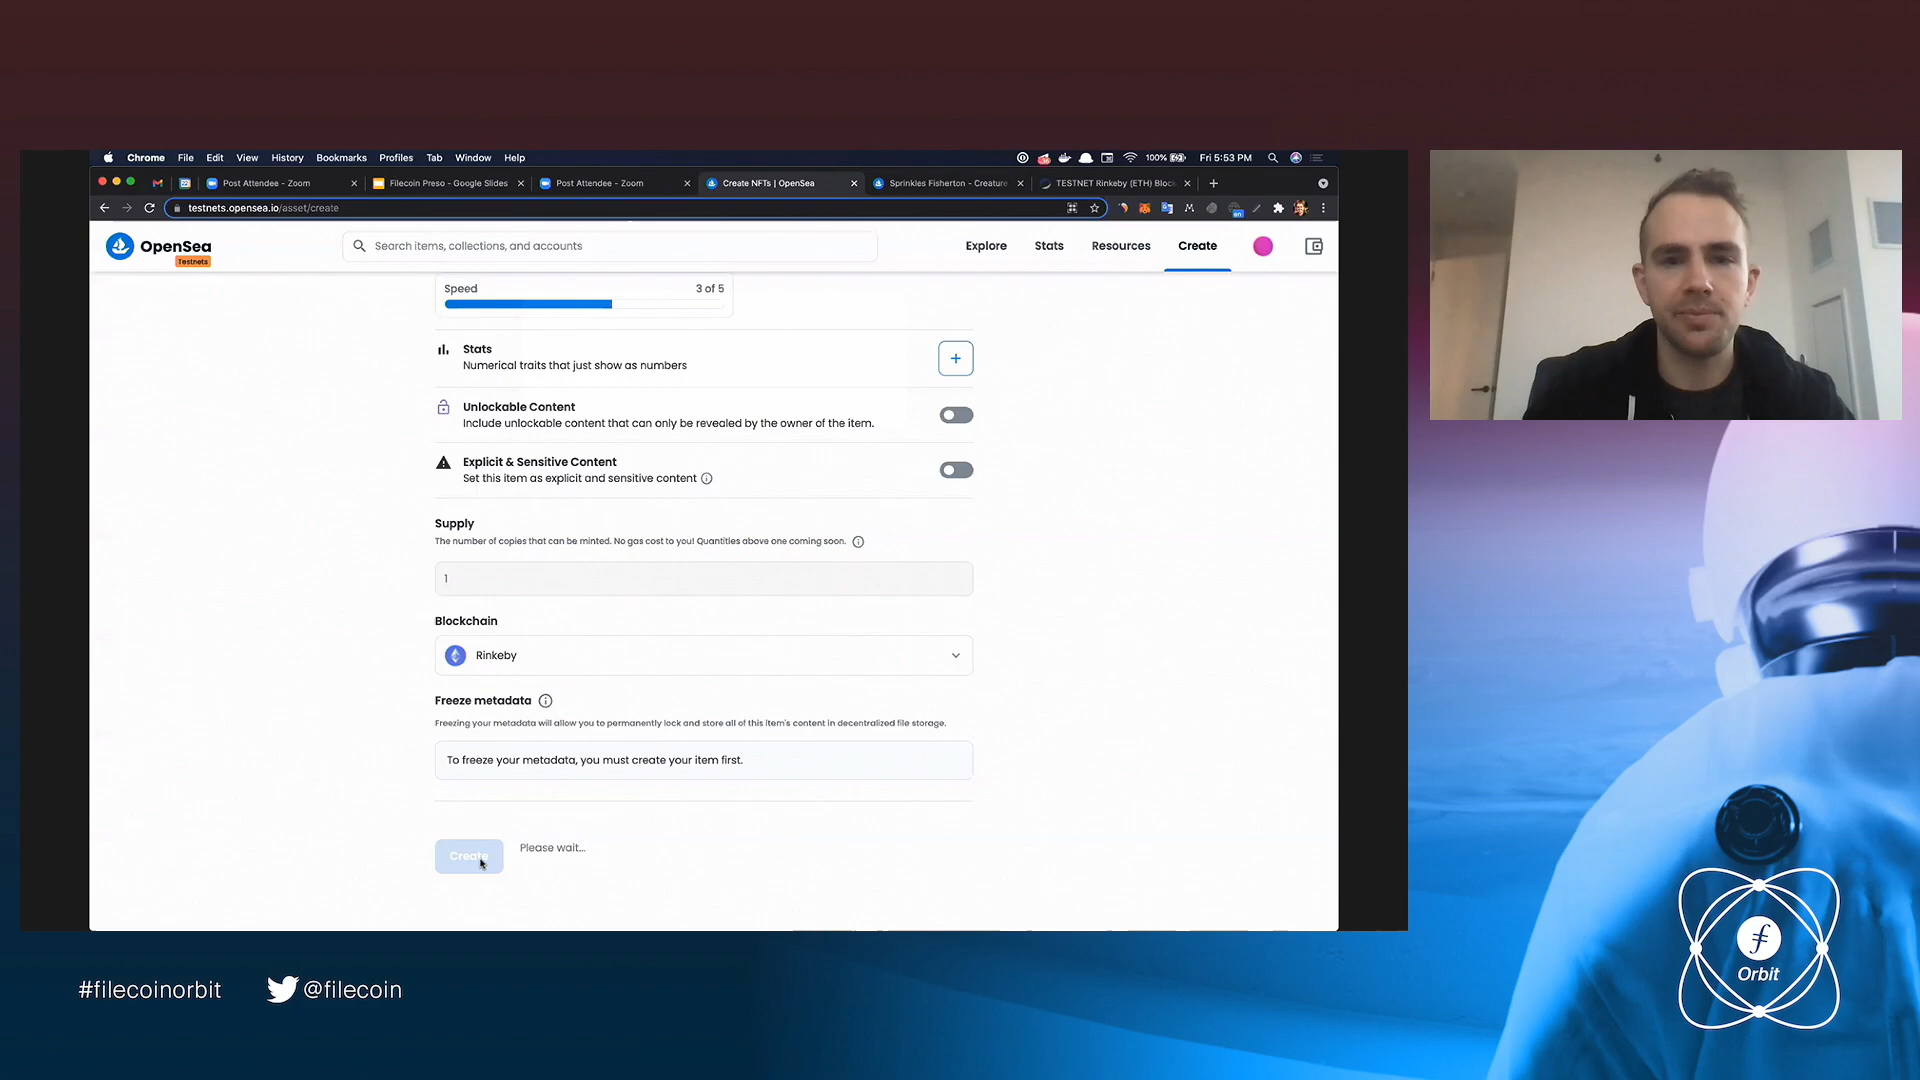 Chrome File Edit View History Bookmarks Profiles Tab Window Help
100% Fri 5:53 PM
Post Attendee - Zoom
Filecoin Preso - Google Slides
Post Attendee - Zoom
Create NFTs | OpenSea
Sprinkles Fisherton - Creature
TESTNET Rinkeby (ETH) Block
testnets.opensea.io/asset/create
OpenSea
Testnets
Search items, collections, and accounts
Explore
Stats
Resources
Create
Speed 3 of 5
Stats
Numerical traits that just show as numbers
Unlockable Content
Include unlockable content that can only be revealed by the owner of the item.
Explicit & Sensitive Content
Set this item as explicit and sensitive content
Supply
The number of copies that can be minted. No gas cost to you! Quantities above one coming soon.
1
Blockchain
Rinkeby
Freeze metadata
Freezing your metadata will allow you to permanently lock and store all of this item's content in decentralized file storage.
To freeze your metadata, you must create your item first.
Create
Please wait...
#filecoinorbit
@filecoin
Orbit